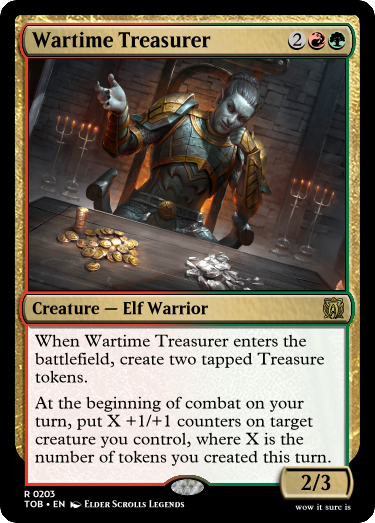 Wartime Treasurer 2
Creature — Elf Warrior
When Wartime Treasurer enters the
battlefield, create two tapped Treasure
tokens.
At the beginning of combat on your
turn, put X +1/+1 counters on target
creature you control, where X is the
number of tokens you created this turn.
2/3
R 0203
TOB • EN Elder Scrolls Legends
wow it sure is